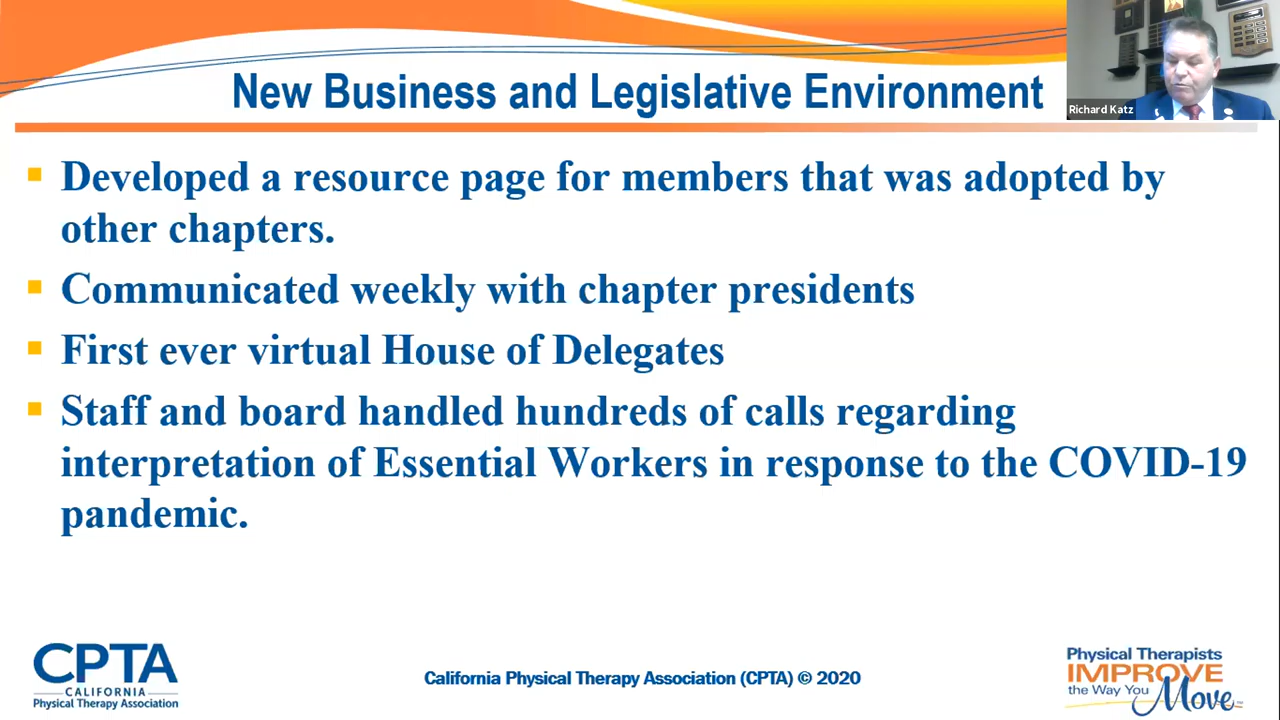 New Business and Legislative Environment
Richard Katz
Developed a resource page for members that was adopted by
other chapters.
Communicated weekly with chapter presidents
First ever virtual House of Delegates
Staff and board handled hundreds of calls regarding
interpretation of Essential Workers in response to the COVID-19
pandemic.
CPTA
CALIFORNIA
Physical Therapy Association
California Physical Therapy Association (CPTA) © 2020
Physical Therapists
IMPROVE
the Way You
Move